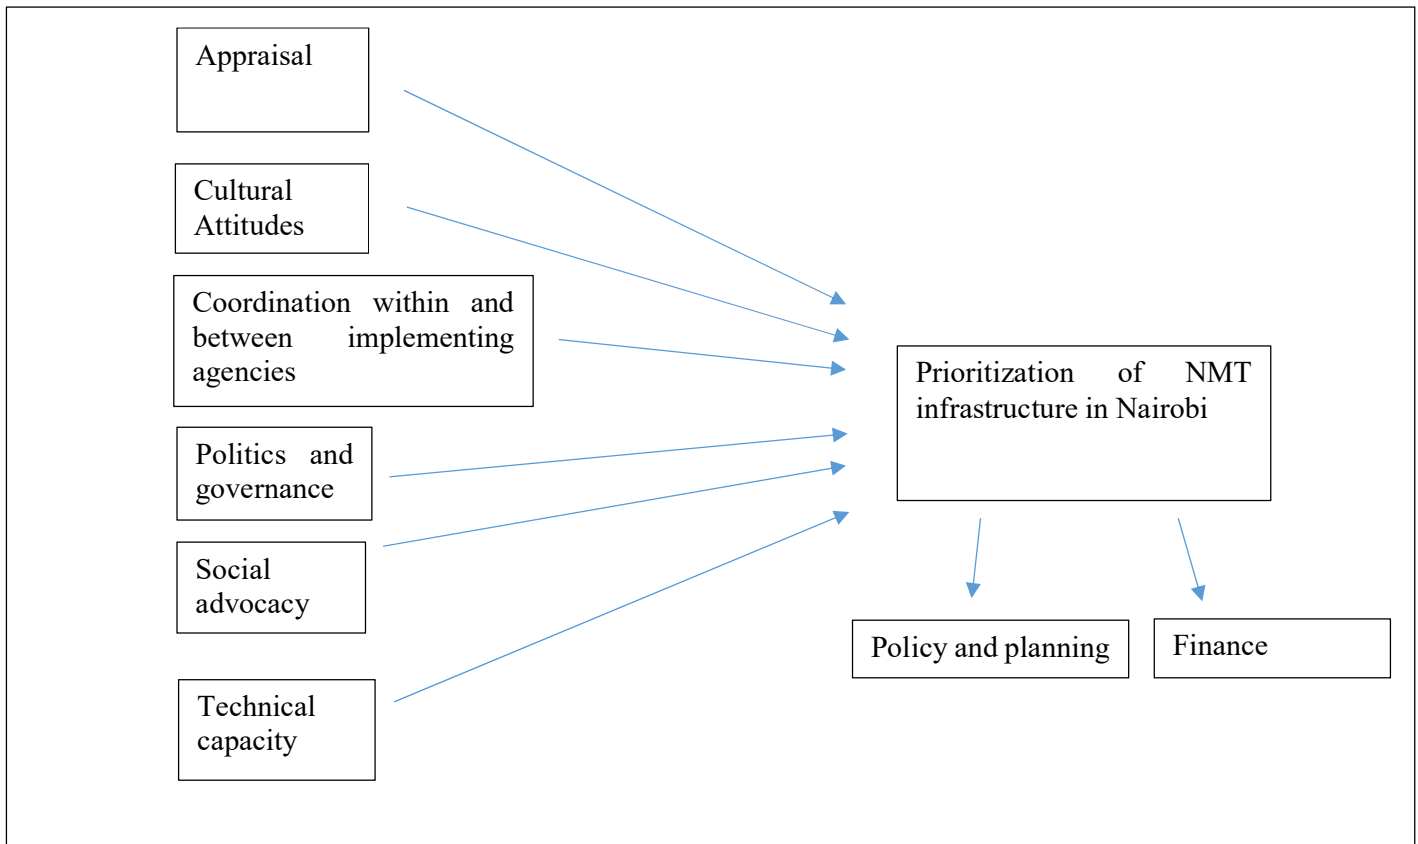 Appraisal
Cultural
Attitudes
Coordination within and
between implementing
agencies
Politics and
governance
Social
advocacy
Technical
capacity
Prioritization of NMT
infrastructure in Nairobi
Policy and planning
Finance